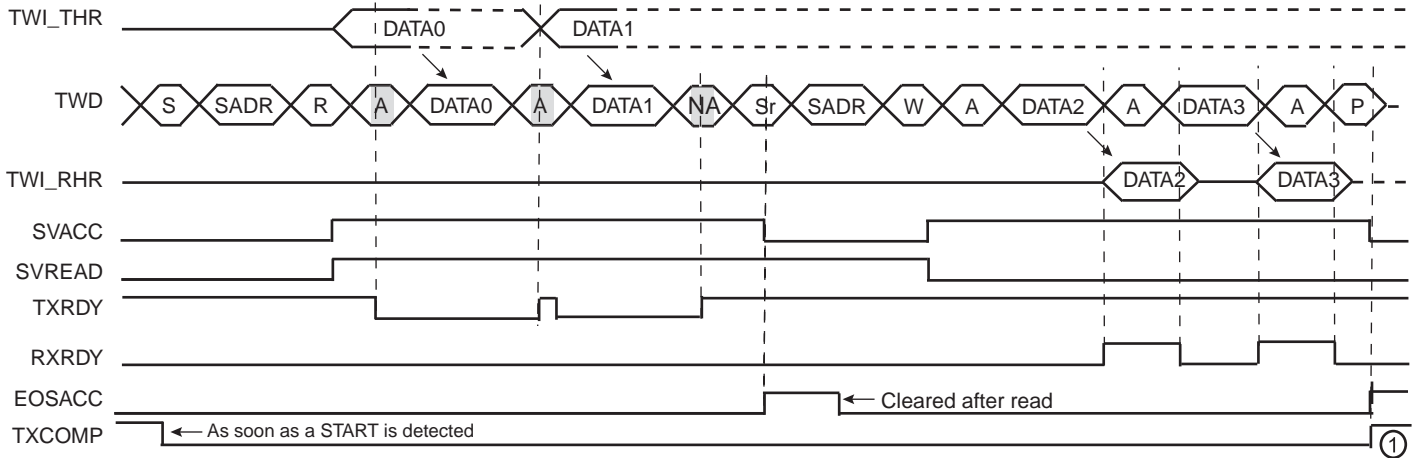 TWI_THR DATA0 DATA1
TWD S SADR R A DATA0 A DATA1 NA Sr SADR W A DATA2 A DATA3 A P
TWI_RHR DATA2 DATA3
SVACC
SVREAD
TXRDY
RXRDY
EOSACC Cleared after read
TXCOMP As soon as a START is detected 1